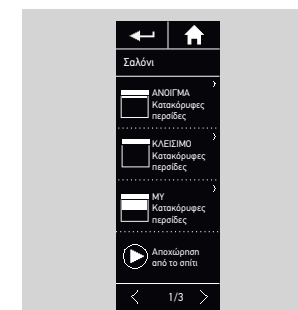 Σαλόνι
ΑΝΟΙΓΜΑ
Κατακόρυφες
περσίδες
ΚΛΕΙΣΙΜΟ
Κατακόρυφες
περσίδες
MY
Κατακόρυφες
περσίδες
Αποχώρηση
από το σπίτι
1/3